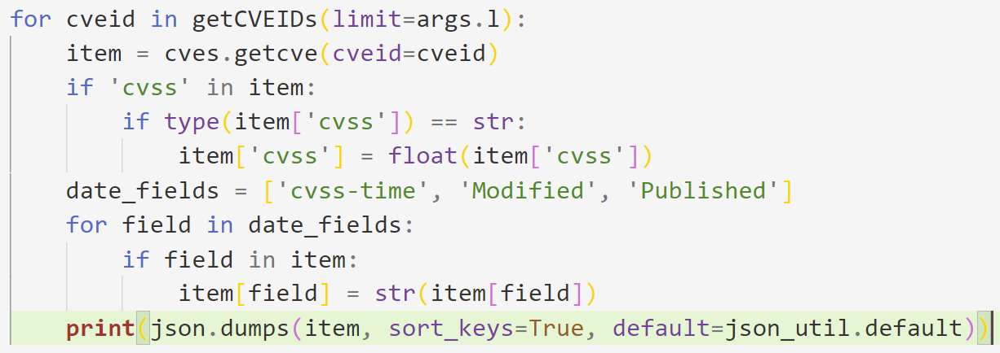 for cveid in getCVEIDs(limit=args.l):
    item = cves.getcve(cveid=cveid)
    if 'cvss' in item:
        if type(item['cvss']) == str:
            item['cvss'] = float(item['cvss'])
    date_fields = ['cvss-time', 'Modified', 'Published']
    for field in date_fields:
        if field in item:
            item[field] = str(item[field])
    print(json.dumps(item, sort_keys=True, default=json_util.default))